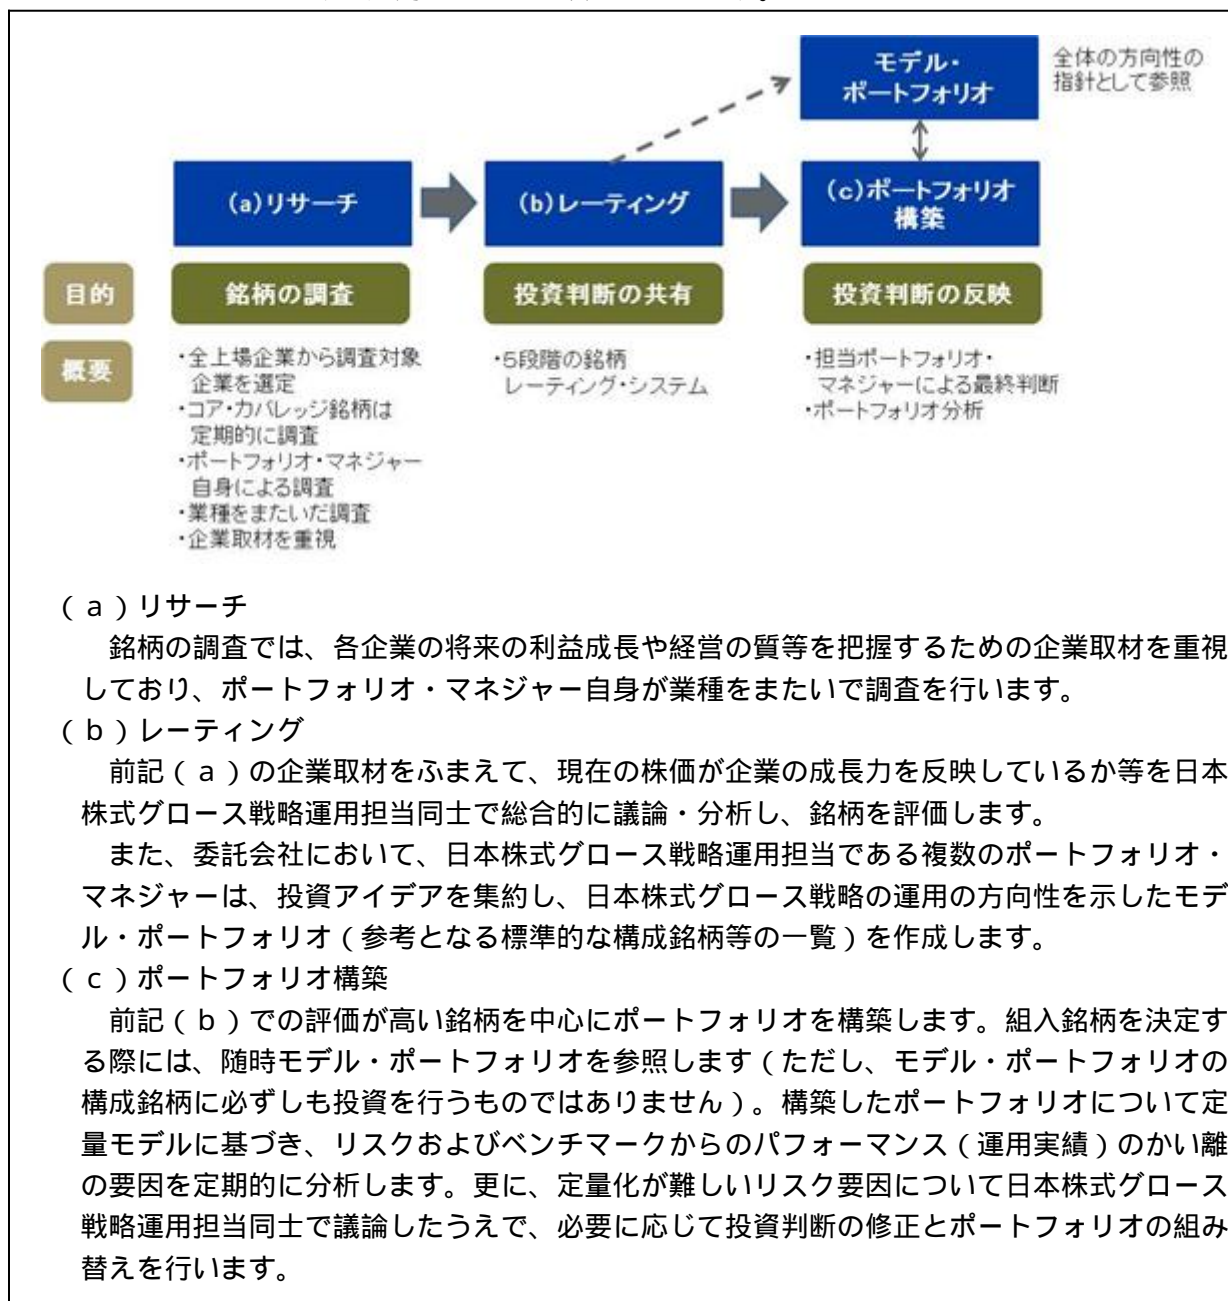 モデル・
ポートフォリオ
全体の方向性の
指針として参照
(a)リサーチ
(b)レーティング
(c)ポートフォリオ
構築
目的
銘柄の調査
投資判断の共有
投資判断の反映
概要
・全上場企業から調査対象
企業を選定
・コア・カバレッジ銘柄は
定期的に調査
・ポートフォリオ・マネジャー
自身による調査
・業種をまたいだ調査
・企業取材を重視
・5段階の銘柄
レーティング・システム
・担当ポートフォリオ・
マネジャーによる最終判断
・ポートフォリオ分析
(a)リサーチ
銘柄の調査では、各企業の将来の利益成長や経営の質等を把握するための企業取材を重視
しており、ポートフォリオ・マネジャー自身が業種をまたいで調査を行います。
(b)レーティング
前記(a)の企業取材をふまえて、現在の株価が企業の成長力を反映しているか等を日本
株式グロース戦略運用担当同士で総合的に議論・分析し、銘柄を評価します。
また、委託会社において、日本株式グロース戦略運用担当である複数のポートフォリオ・
マネジャーは、投資アイデアを集約し、日本株式グロース戦略の運用の方向性を示したモデ
ル・ポートフォリオ(参考となる標準的な構成銘柄等の一覧)を作成します。
(c)ポートフォリオ構築
前記(b)での評価が高い銘柄を中心にポートフォリオを構築します。組入銘柄を決定す
る際には、随時モデル・ポートフォリオを参照します(ただし、モデル・ポートフォリオの
構成銘柄に必ずしも投資を行うものではありません)。構築したポートフォリオについて定
量モデルに基づき、リスクおよびベンチマークからのパフォーマンス(運用実績)のかい離
の要因を定期的に分析します。更に、定量化が難しいリスク要因について日本株式グロース
戦略運用担当同士で議論したうえで、必要に応じて投資判断の修正とポートフォリオの組み
替えを行います。